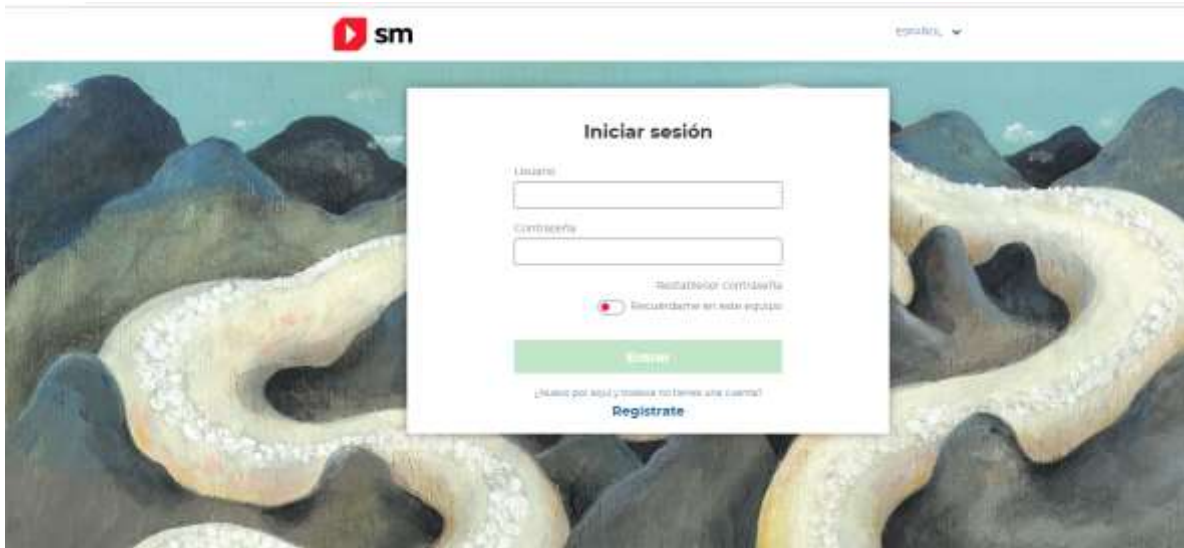 sm
ESPAÑOL
Iniciar sesión
Usuario
Contraseña
Restablecer contraseña
Recuérdame en este equipo
Entrar
¿Nuevo por aquí y todavía no tienes una cuenta?
Regístrate